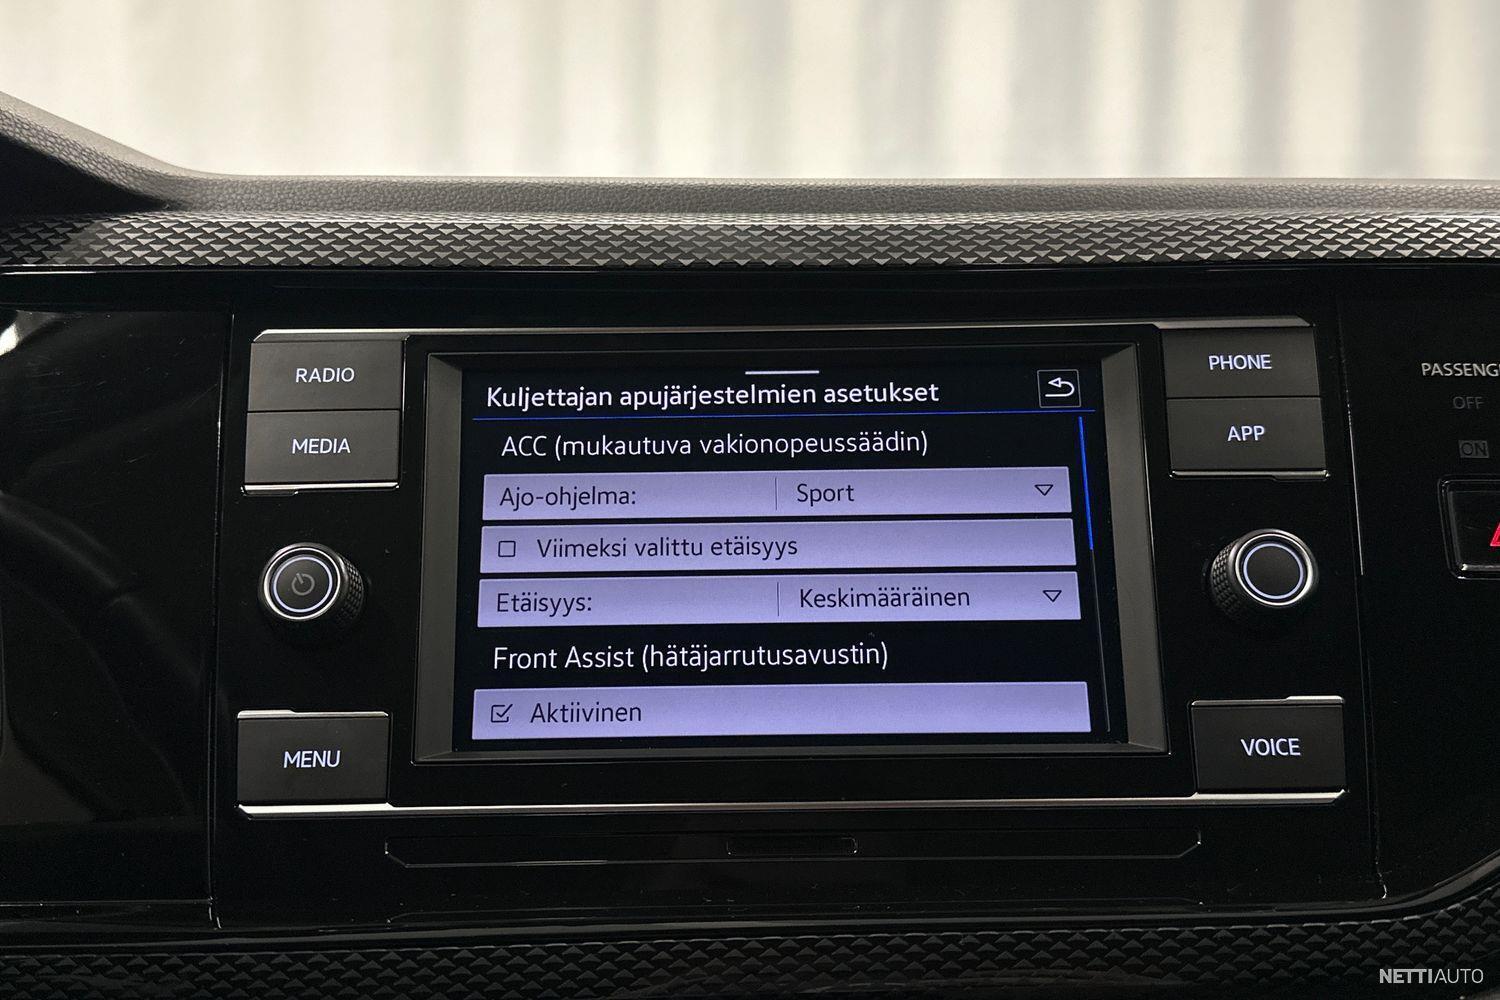 RADIO
MEDIA
MENU
Kuljettajan apujärjestelmien asetukset
ACC (mukautuva vakionopeussäädin)
Ajo-ohjelma: Sport
Viimeksi valittu etäisyys
Etäisyys: Keskimääräinen
Front Assist (hätäjarrutusavustin)
Aktiivinen
PHONE
APP
VOICE
PASSENG
OFF
ON
NETTIAUTO